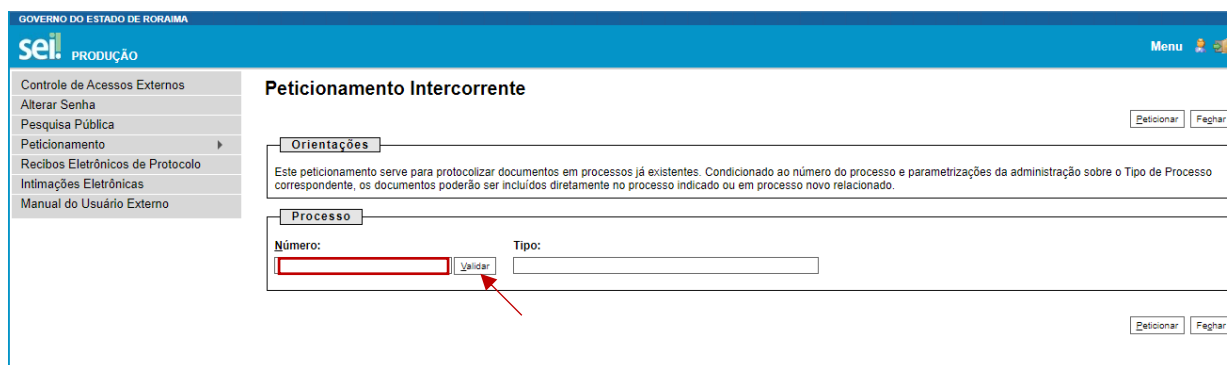 GOVERNO DO ESTADO DE RORAIMA
sei! PRODUÇÃO
Menu
Controle de Acessos Externos
Alterar Senha
Pesquisa Pública
Peticionamento
Recibos Eletrônicos de Protocolo
Intimações Eletrônicas
Manual do Usuário Externo
Peticionamento Intercorrente
Peticionar Fechar
Orientações
Este peticionamento serve para protocolizar documentos em processos já existentes. Condicionado ao número do processo e parametrizações da administração sobre o Tipo de Processo
correspondente, os documentos poderão ser incluídos diretamente no processo indicado ou em processo novo relacionado.
Processo
Número: Tipo:
Validar
Peticionar Fechar